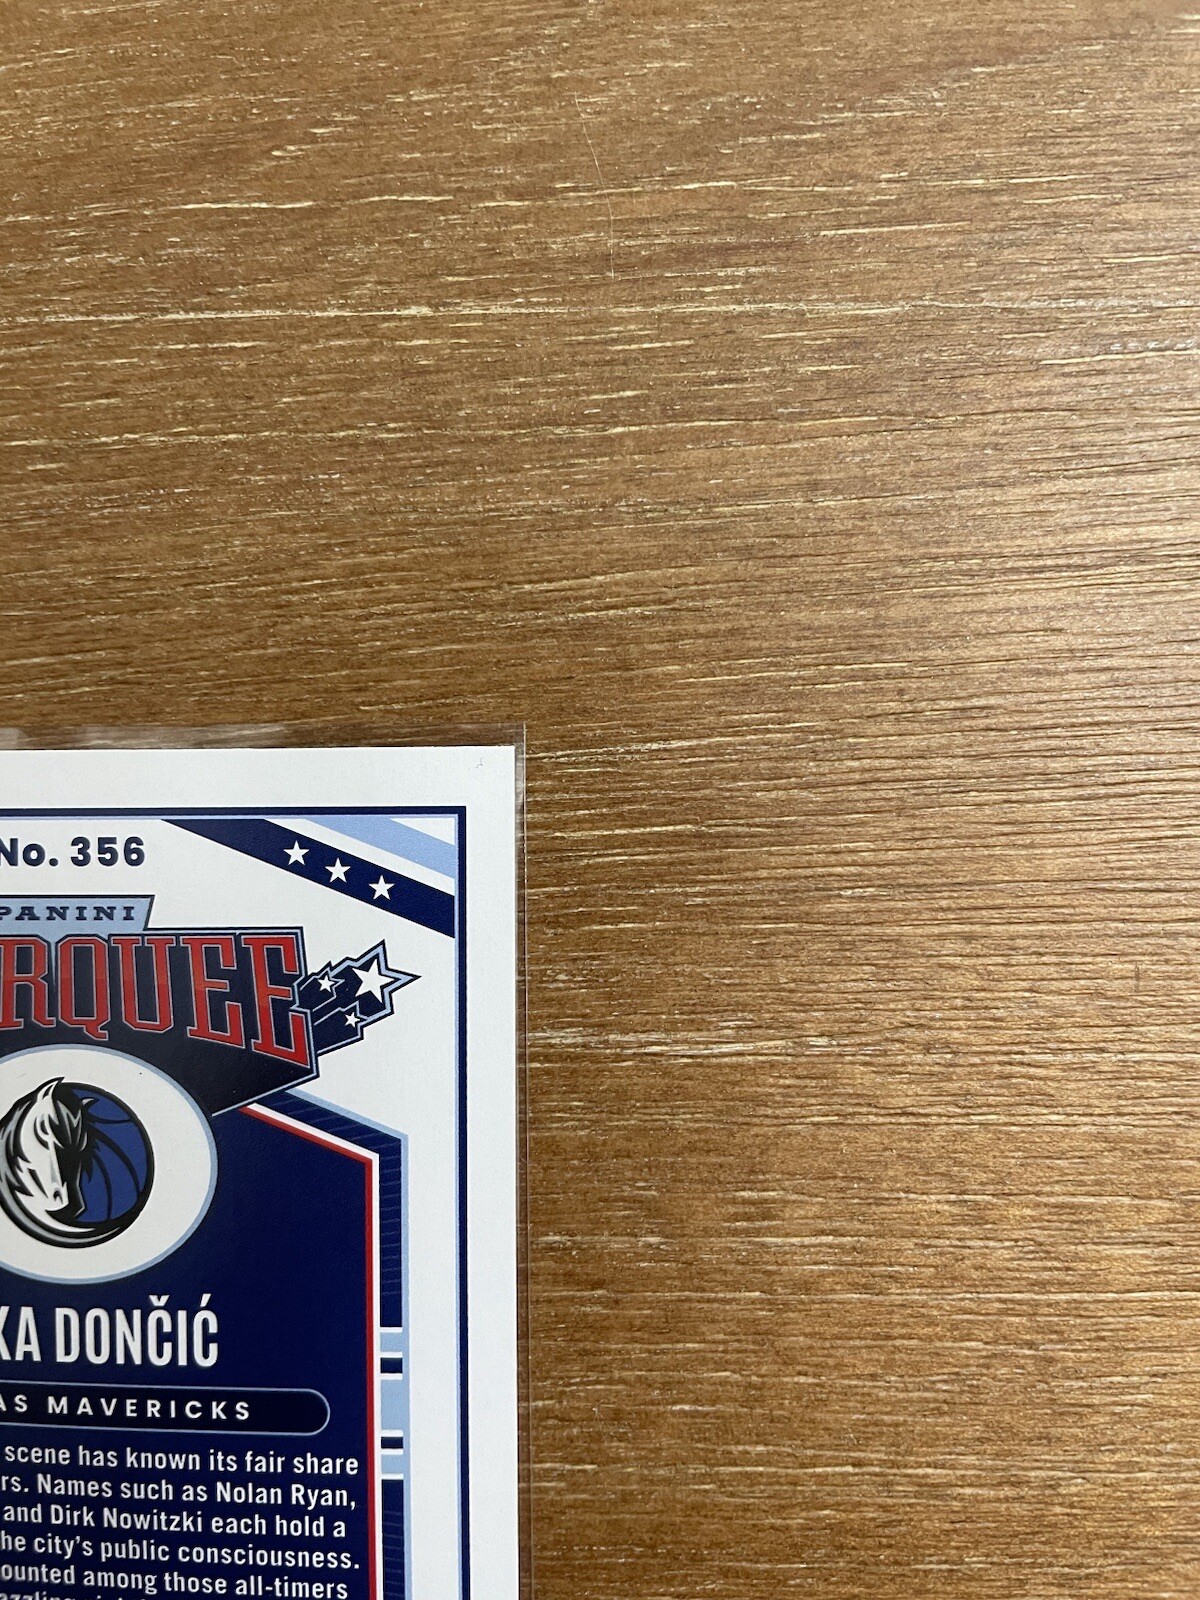 No. 356
PANINI
RQUEE
KA DONČIĆ
AS MAVERICKS
scene has known its fair share
rs. Names such as Nolan Ryan,
and Dirk Nowitzki each hold a
he city's public consciousness.
ounted among those all-timers